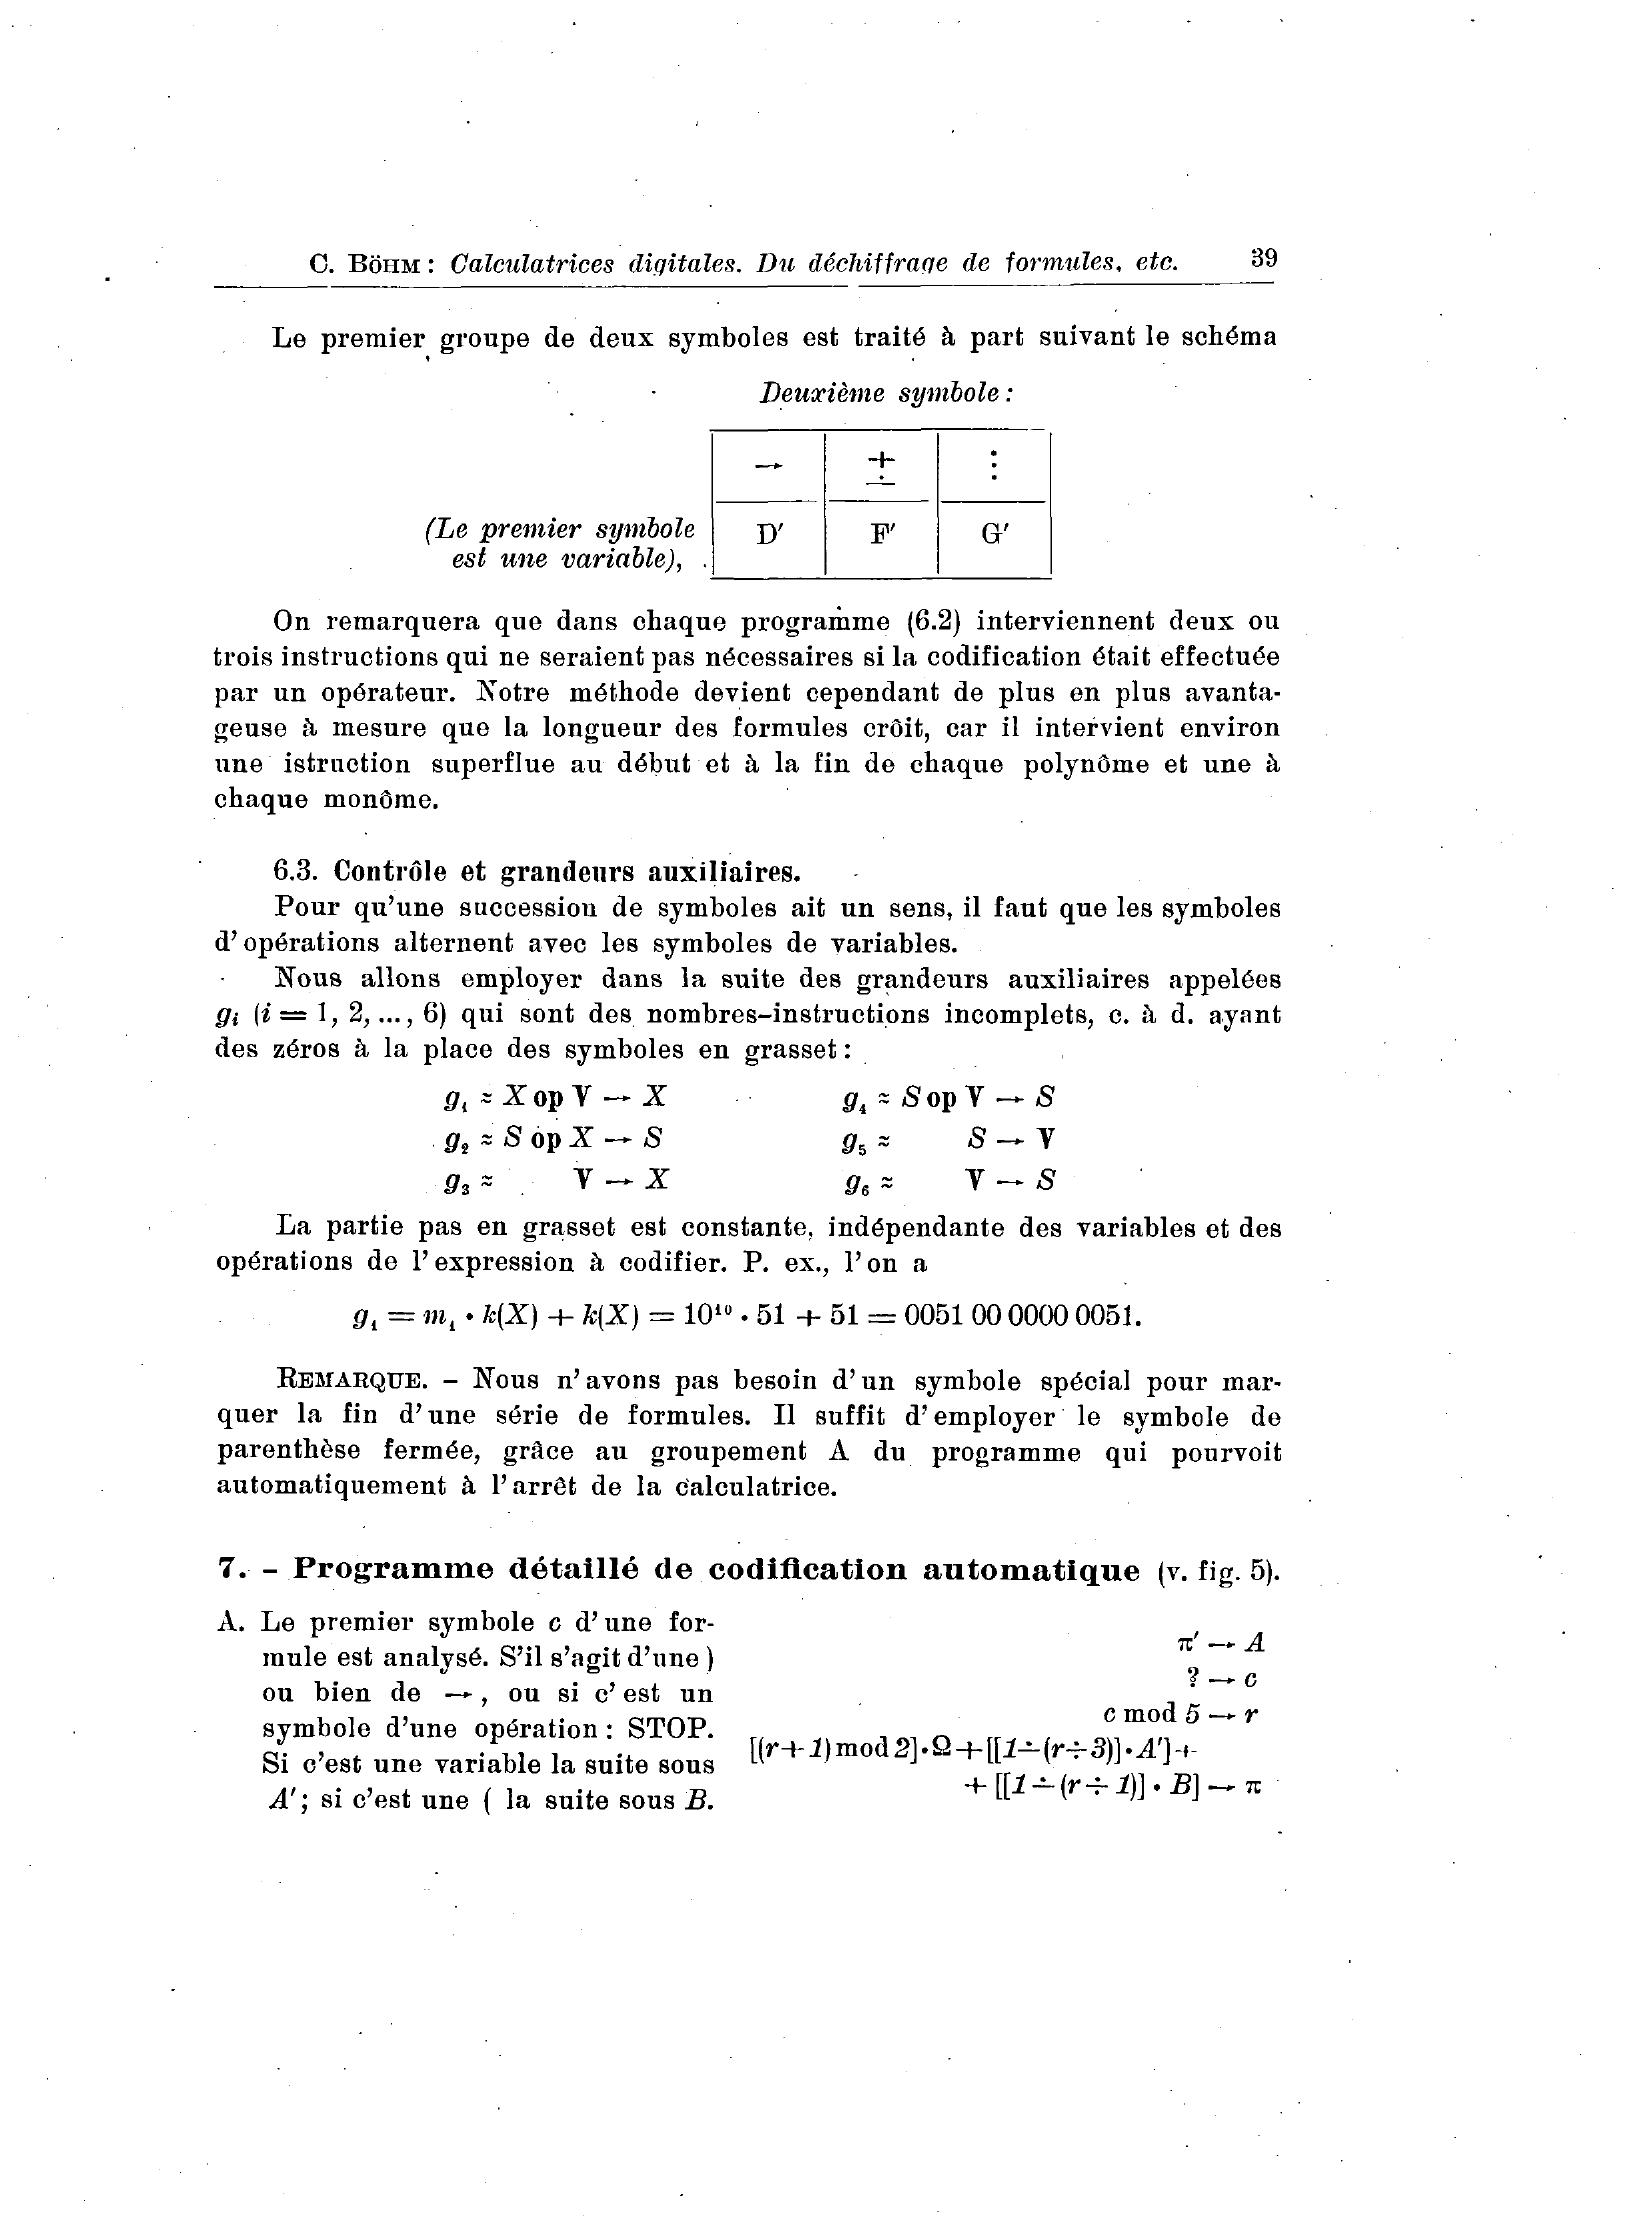 C. BÖHM: Calculatrices digitales. Du déchiffrage de formules, etc. 39
Le premier groupe de deux symboles est traité à part suivant le schéma
Deuxième symbole:
→ ± ⋮
(Le premier symbole D' F' G'
est une variable),
On remarquera que dans chaque programme (6.2) interviennent deux ou
trois instructions qui ne seraient pas nécessaires si la codification était effectuée
par un opérateur. Notre méthode devient cependant de plus en plus avanta-
geuse à mesure que la longueur des formules crôit, car il intervient environ
une istruction superflue au début et à la fin de chaque polynôme et une à
chaque monôme.
6.3. Contrôle et grandeurs auxiliaires.
Pour qu'une succession de symboles ait un sens, il faut que les symboles
d'opérations alternent avec les symboles de variables.
Nous allons employer dans la suite des grandeurs auxiliaires appelées
gᵢ (i = 1, 2, ..., 6) qui sont des nombres-instructions incomplets, c. à d. ayant
des zéros à la place des symboles en grasset:
g₁ ≈ X op V → X g₄ ≈ S op V → S
g₂ ≈ S op X → S g₅ ≈ S → V
g₃ ≈ V → X g₆ ≈ V → S
La partie pas en grasset est constante, indépendante des variables et des
opérations de l'expression à codifier. P. ex., l'on a
g₁ = m₁ • k(X) + k(X) = 10¹⁰ • 51 + 51 = 0051 00 0000 0051.
REMARQUE. – Nous n'avons pas besoin d'un symbole spécial pour mar-
quer la fin d'une série de formules. Il suffit d'employer le symbole de
parenthèse fermée, grâce au groupement A du programme qui pourvoit
automatiquement à l'arrêt de la calculatrice.
7. – Programme détaillé de codification automatique (v. fig. 5).
A. Le premier symbole c d'une for-
mule est analysé. S'il s'agit d'une )
ou bien de →, ou si c'est un
symbole d'une opération: STOP.
Si c'est une variable la suite sous
A'; si c'est une ( la suite sous B.
π' → A
? → c
c mod 5 → r
[(r + 1) mod 2] • Ω + [[1 ∸ (r ÷ 3)] • A'] +
+ [[1 ∸ (r ÷ 1)] • B] → π